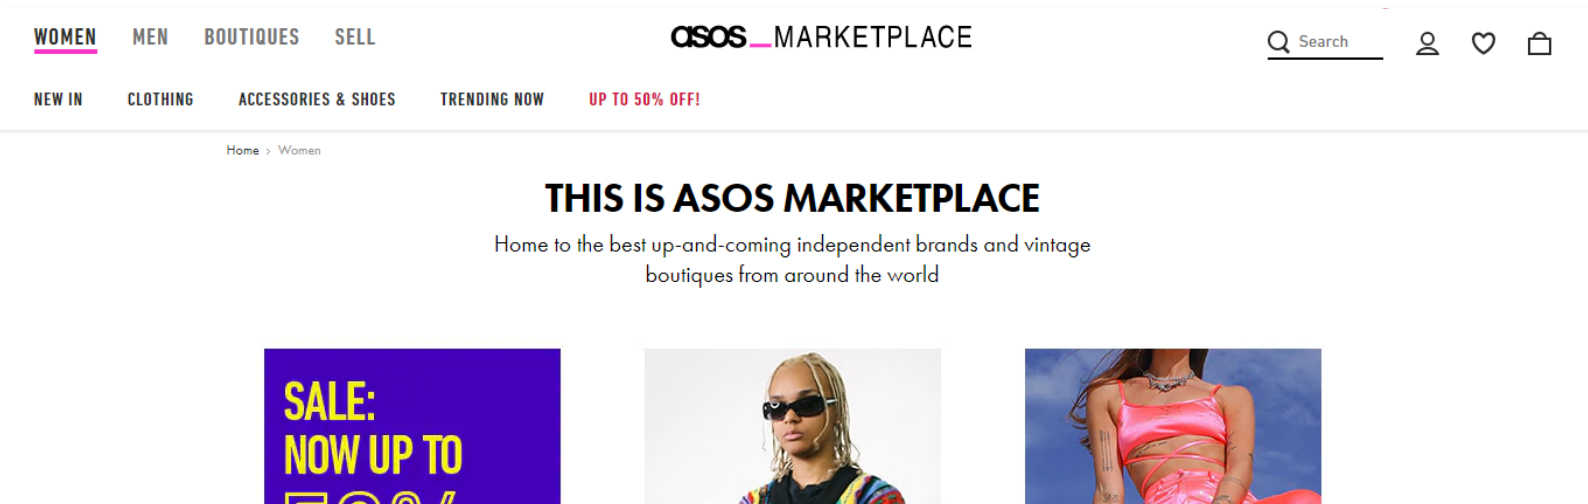 WOMEN MEN BOUTIQUES SELL
asos_MARKETPLACE
Search
NEW IN CLOTHING ACCESSORIES & SHOES TRENDING NOW UP TO 50% OFF!
Home > Women
THIS IS ASOS MARKETPLACE
Home to the best up-and-coming independent brands and vintage
boutiques from around the world
SALE:
NOW UP TO
50%